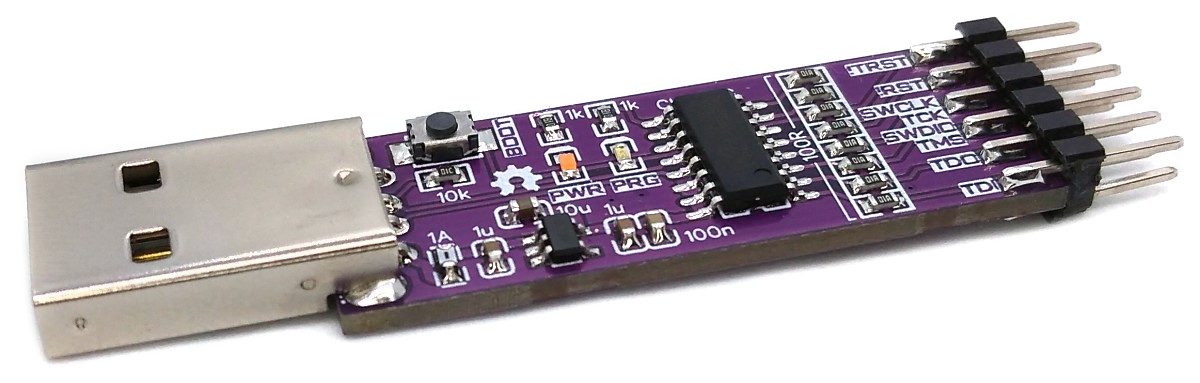 BOOT
10k
1k
1k
PWR
PRG
1A
1u
10u
1u
100n
100R
!TRST
!RST
SWCLK
TCK
SWDIO
TMS
TDO
TDI